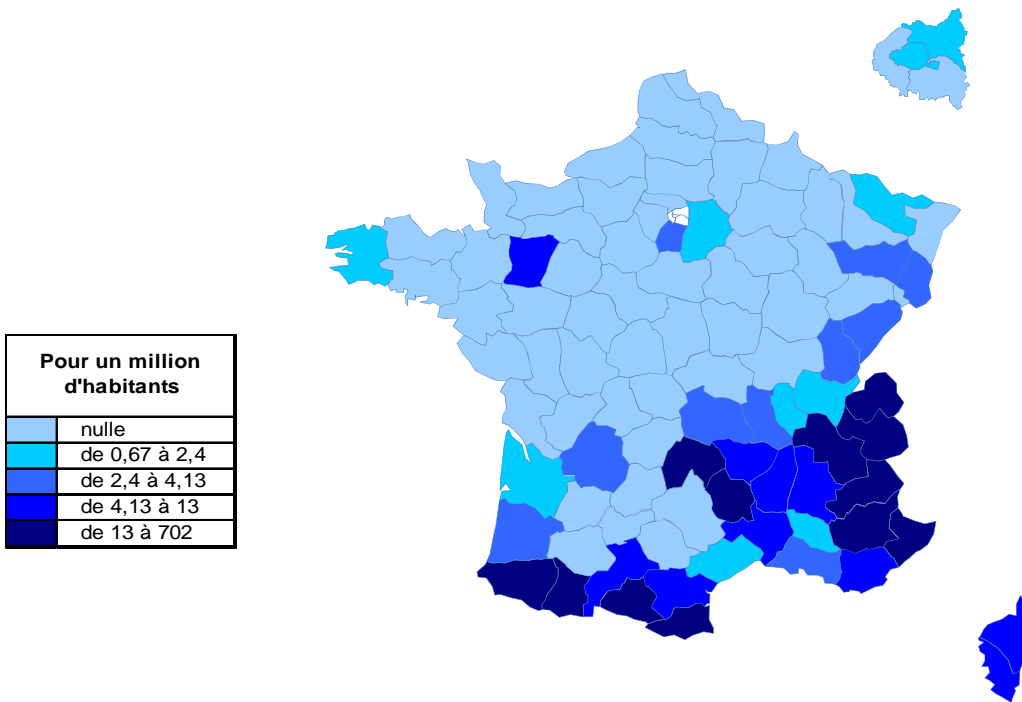 Pour un million
d'habitants
nulle
de 0,67 à 2,4
de 2,4 à 4,13
de 4,13 à 13
de 13 à 702